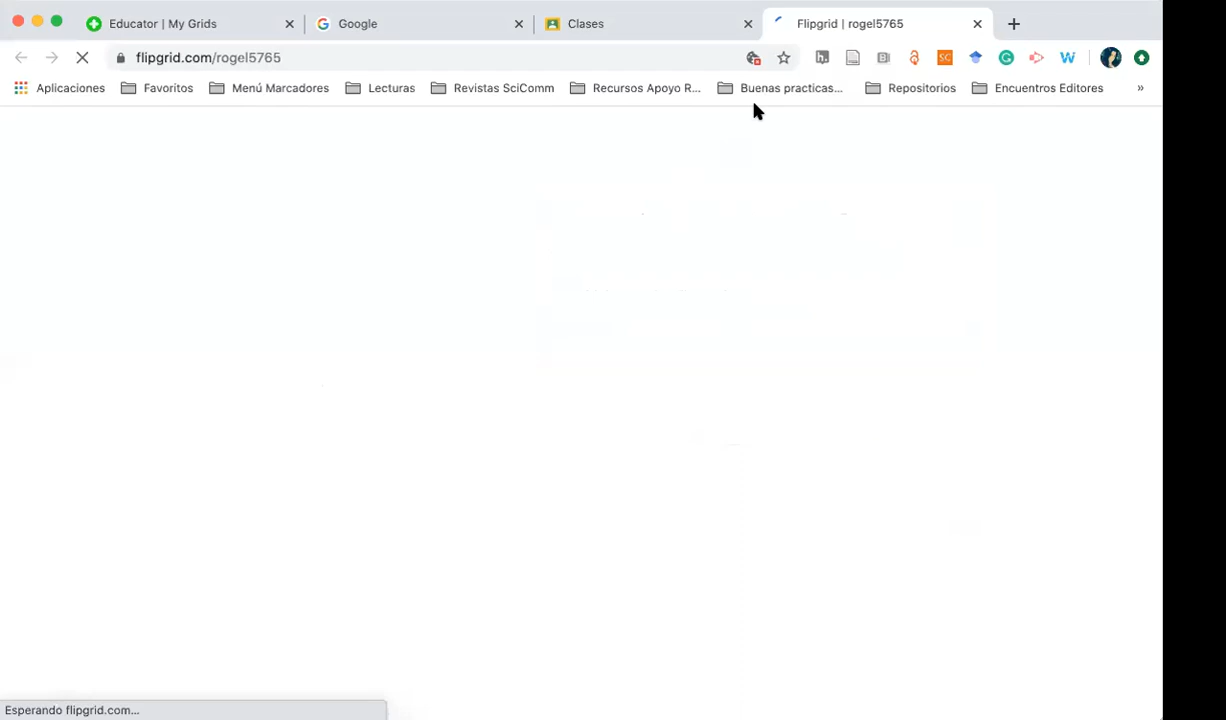 Educator | My Grids
Google
Clases
Flipgrid | rogel5765
flipgrid.com/rogel5765
SG
Aplicaciones
Favoritos
Menú Marcadores
Lecturas
Revistas SciComm
Recursos Apoyo R...
Buenas practicas...
Repositorios
Encuentros Editores
»
Esperando flipgrid.com...